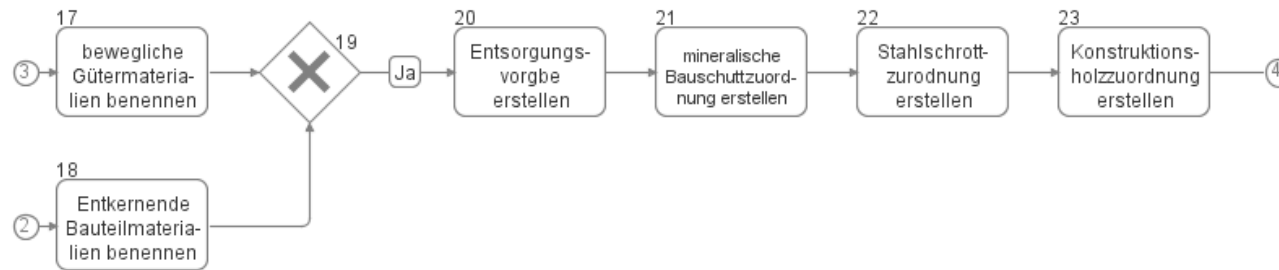 17
bewegliche
Gütermateria-
lien benennen
3
19
Ja
20
Entsorgungs-
vorgbe
erstellen
21
mineralische
Bauschuttzuord-
nung erstellen
22
Stahlschrott-
zurodnung
erstellen
23
Konstruktions-
holzzuordnung
erstellen
4
18
Entkernende
Bauteilmateria-
lien benennen
2